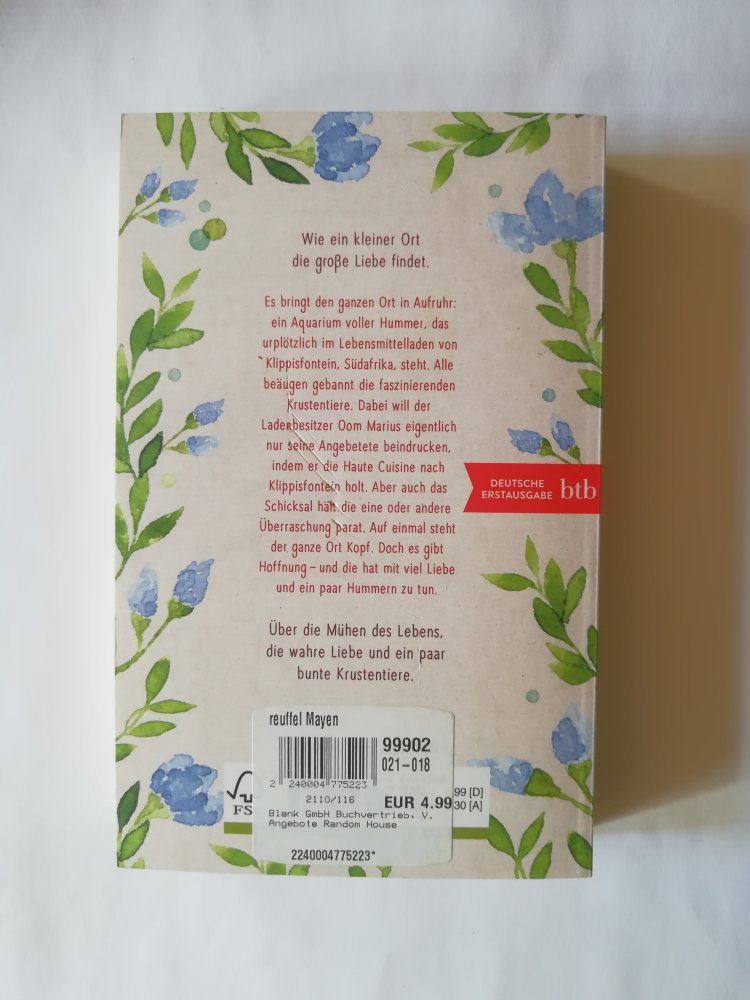 Wie ein kleiner Ort
die große Liebe findet.
Es bringt den ganzen Ort in Aufruhr:
ein Aquarium voller Hummer, das
urplötzlich im Lebensmittelladen von
Klippisfontein, Südafrika, steht. Alle
beäugen gebannt die faszinierenden
Krustentiere. Dabei will der
Ladenbesitzer Oom Marius eigentlich
nur seine Angebetete beindrucken,
indem er die Haute Cuisine nach
Klippisfontein holt. Aber auch das
Schicksal hält die eine oder andere
Überraschung parat. Auf einmal steht
der ganze Ort Kopf. Doch es gibt
Hoffnung – und die hat mit viel Liebe
und ein paar Hummern zu tun.
DEUTSCHE
ERSTAUSGABE
btb
Über die Mühen des Lebens,
die wahre Liebe und ein paar
bunte Krustentiere.
reuffel Mayen
99902
021-018
2 240004 775223
2110/116
EUR 4.99
Blank GmbH Buchvertrieb, V.
Angebote Random House
2240004775223*
FS
99 [D]
30 [A]